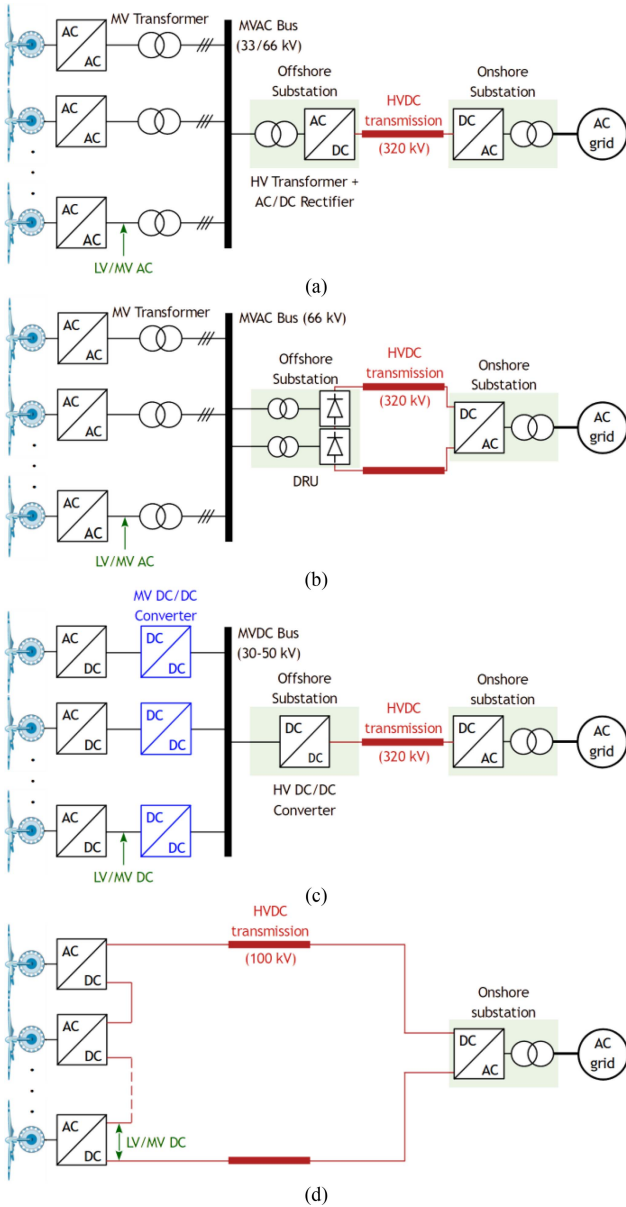 MV Transformer
MVAC Bus
(33/66 kV)
AC
AC
AC
AC
AC
AC
LV/MV AC
Offshore
Substation
AC
DC
HV Transformer +
AC/DC Rectifier
HVDC
transmission
(320 kV)
Onshore
Substation
DC
AC
AC
grid
(a)
MV Transformer
MVAC Bus (66 kV)
AC
AC
AC
AC
AC
AC
LV/MV AC
Offshore
Substation
DRU
HVDC
transmission
(320 kV)
Onshore
Substation
DC
AC
AC
grid
(b)
MV DC/DC
Converter
MVDC Bus
(30-50 kV)
AC
DC
DC
DC
AC
DC
DC
DC
AC
DC
DC
DC
LV/MV DC
Offshore
Substation
DC
DC
HV DC/DC
Converter
HVDC
transmission
(320 kV)
Onshore
substation
DC
AC
AC
grid
(c)
HVDC
transmission
(100 kV)
AC
DC
AC
DC
AC
DC
LV/MV DC
Onshore
substation
DC
AC
AC
grid
(d)